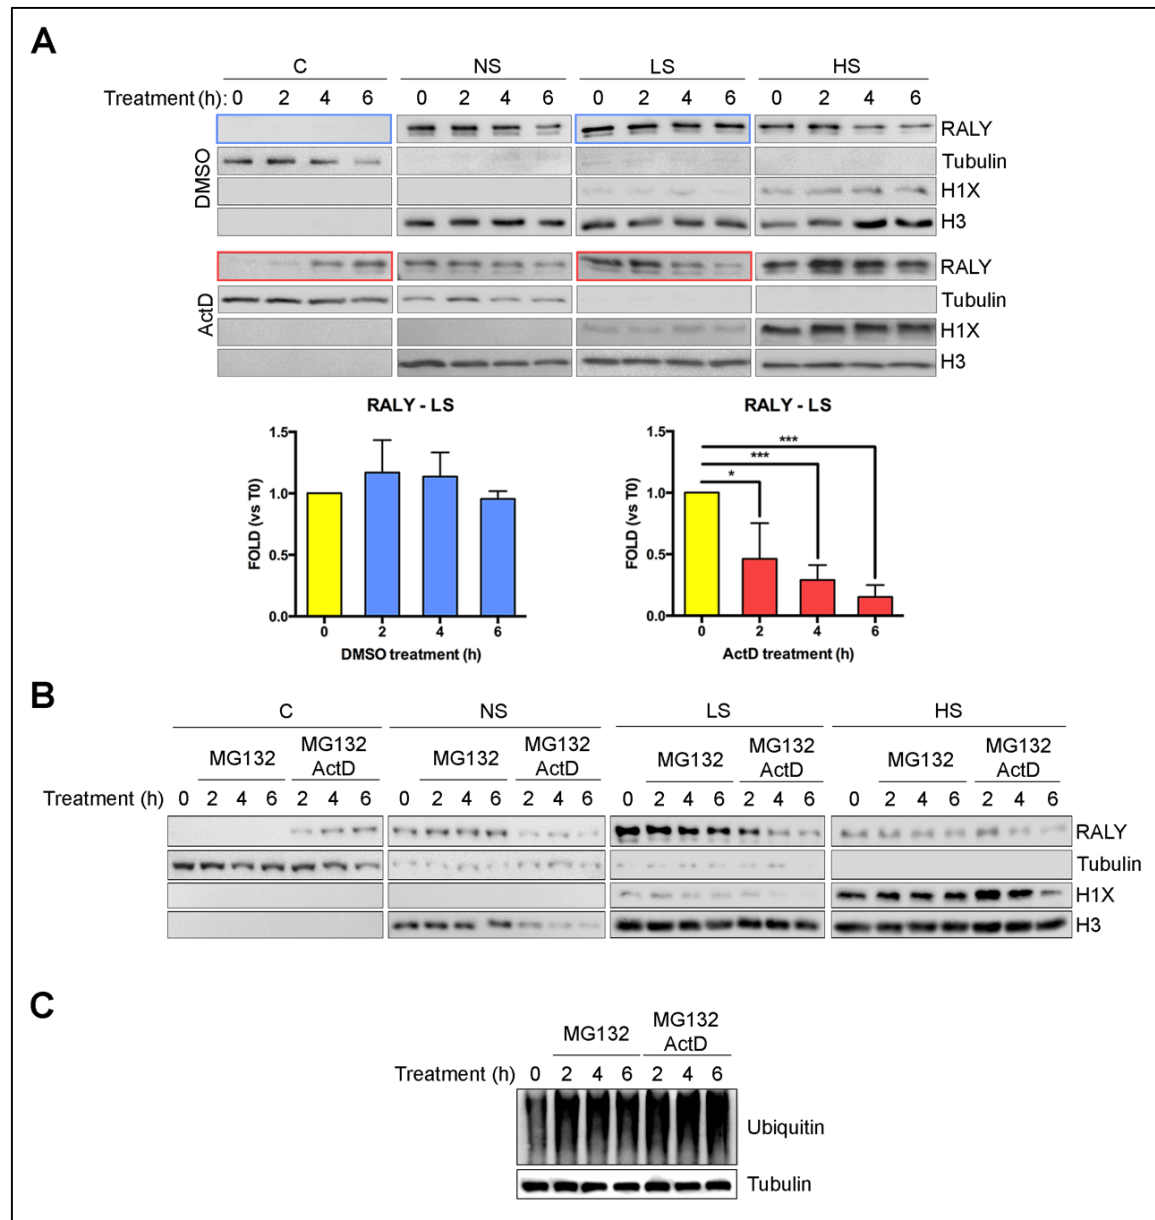 A
C NS LS HS
Treatment (h): 0 2 4 6 0 2 4 6 0 2 4 6 0 2 4 6
DMSO
RALY
Tubulin
H1X
H3
ActD
RALY
Tubulin
H1X
H3
RALY - LS
FOLD (vs T0)
1.5
1.0
0.5
0.0
0 2 4 6
DMSO treatment (h)
RALY - LS
FOLD (vs T0)
1.5
1.0
0.5
0.0
***
***
*
0 2 4 6
ActD treatment (h)
B
C NS LS HS
MG132 MG132 ActD MG132 MG132 ActD MG132 MG132 ActD MG132 MG132 ActD
Treatment (h) 0 2 4 6 2 4 6 0 2 4 6 2 4 6 0 2 4 6 2 4 6 0 2 4 6 2 4 6
RALY
Tubulin
H1X
H3
C
MG132 MG132 ActD
Treatment (h) 0 2 4 6 2 4 6
Ubiquitin
Tubulin